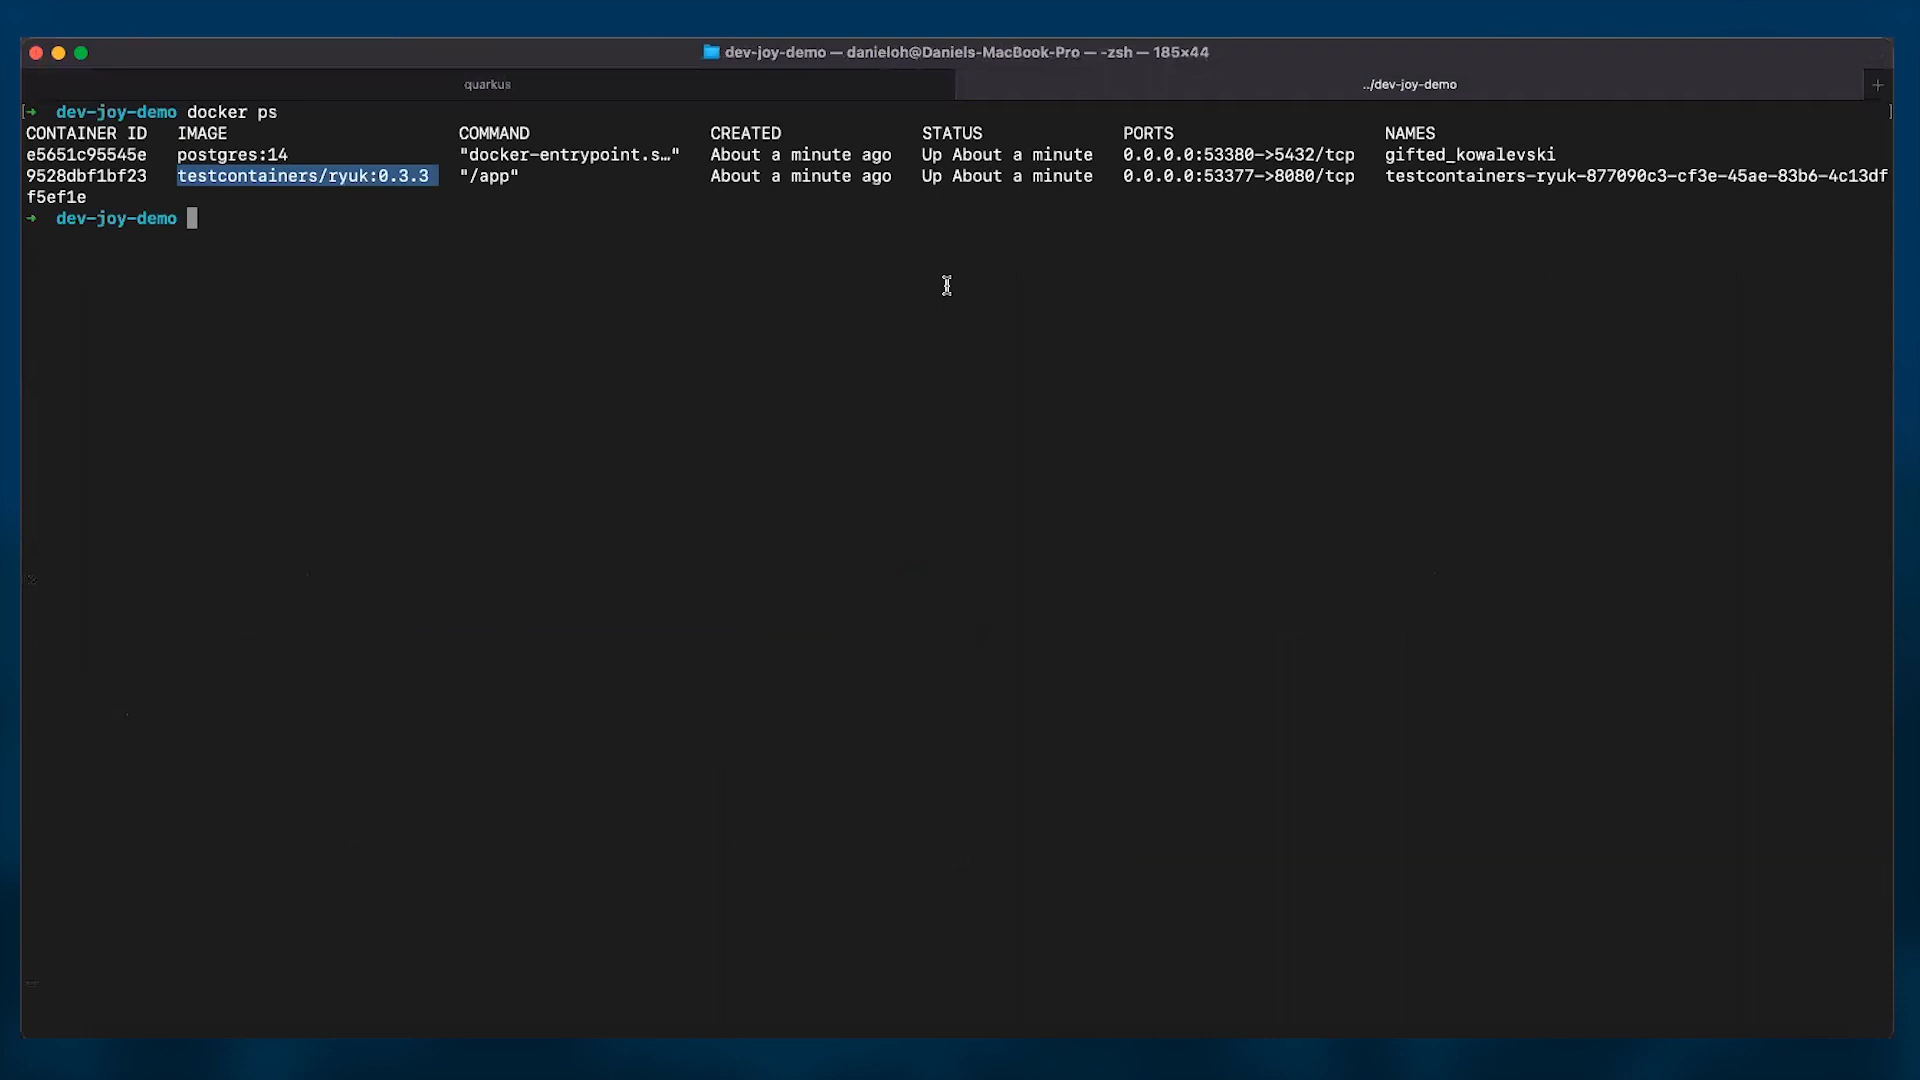 dev-joy-demo — danieloh@Daniels-MacBook-Pro — -zsh — 185×44
quarkus
../dev-joy-demo
+
[→ dev-joy-demo docker ps ]
CONTAINER ID IMAGE COMMAND CREATED STATUS PORTS NAMES
e5651c95545e postgres:14 "docker-entrypoint.s…" About a minute ago Up About a minute 0.0.0.0:53380->5432/tcp gifted_kowalevski
9528dbf1bf23 testcontainers/ryuk:0.3.3 "/app" About a minute ago Up About a minute 0.0.0.0:53377->8080/tcp testcontainers-ryuk-877090c3-cf3e-45ae-83b6-4c13df
f5ef1e
→ dev-joy-demo